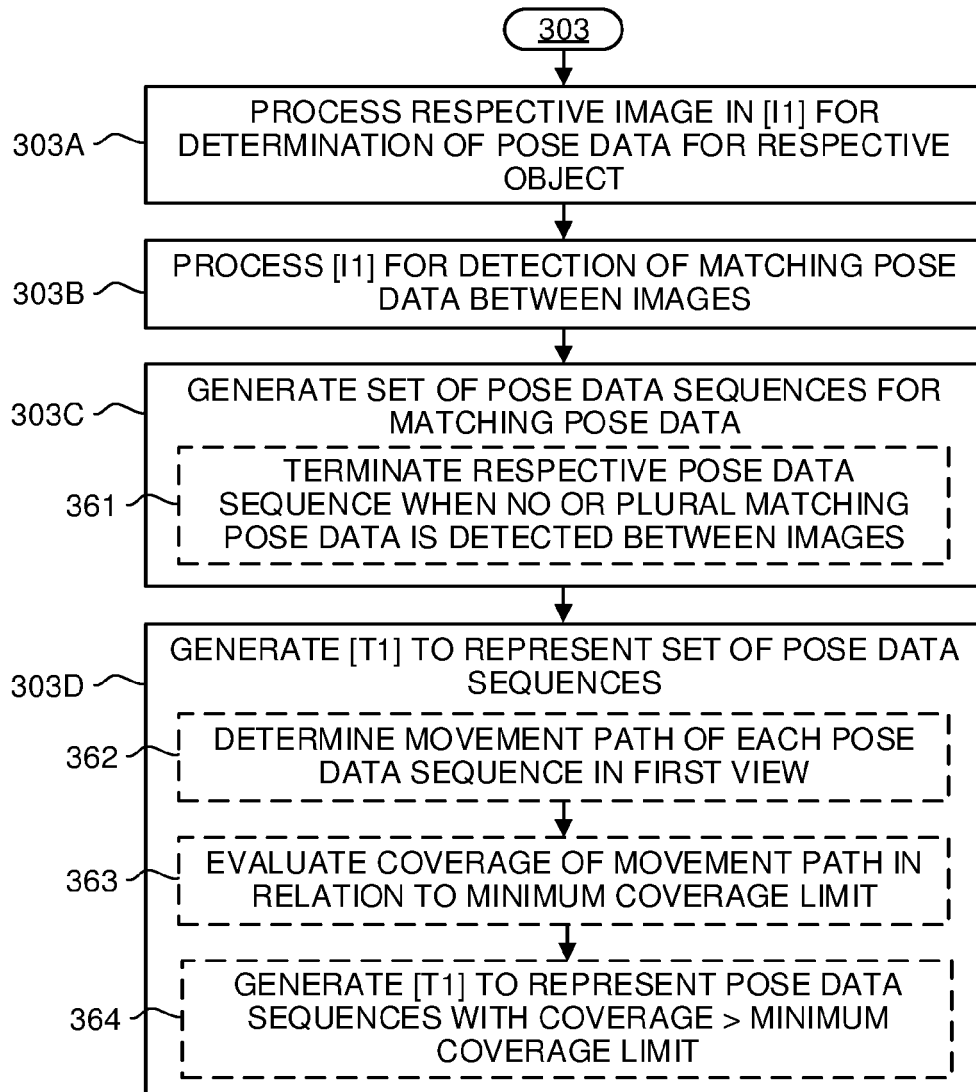 303
303A
PROCESS RESPECTIVE IMAGE IN [I1] FOR
DETERMINATION OF POSE DATA FOR RESPECTIVE
OBJECT
303B
PROCESS [I1] FOR DETECTION OF MATCHING POSE
DATA BETWEEN IMAGES
303C
GENERATE SET OF POSE DATA SEQUENCES FOR
MATCHING POSE DATA
361
TERMINATE RESPECTIVE POSE DATA
SEQUENCE WHEN NO OR PLURAL MATCHING
POSE DATA IS DETECTED BETWEEN IMAGES
303D
GENERATE [T1] TO REPRESENT SET OF POSE DATA
SEQUENCES
362
DETERMINE MOVEMENT PATH OF EACH POSE
DATA SEQUENCE IN FIRST VIEW
363
EVALUATE COVERAGE OF MOVEMENT PATH IN
RELATION TO MINIMUM COVERAGE LIMIT
364
GENERATE [T1] TO REPRESENT POSE DATA
SEQUENCES WITH COVERAGE > MINIMUM
COVERAGE LIMIT